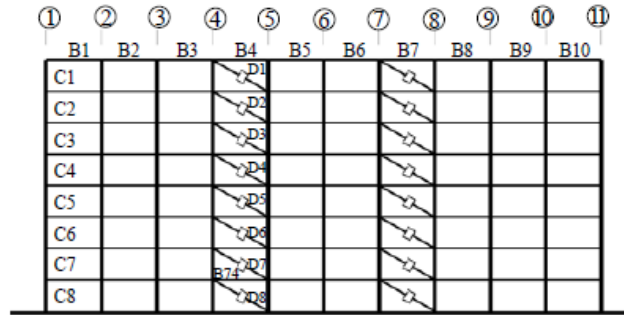 ① ② ③ ④ ⑤ ⑥ ⑦ ⑧ ⑨ ⑩ ⑪
B1 B2 B3 B4 B5 B6 B7 B8 B9 B10
C1 D1
C2 D2
C3 D3
C4 D4
C5 D5
C6 D6
C7 D7
B74
C8 D8